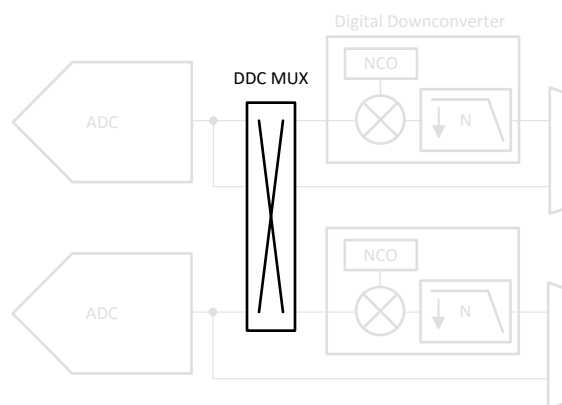 Digital Downconverter
NCO
DDC MUX
ADC
N
NCO
ADC
N